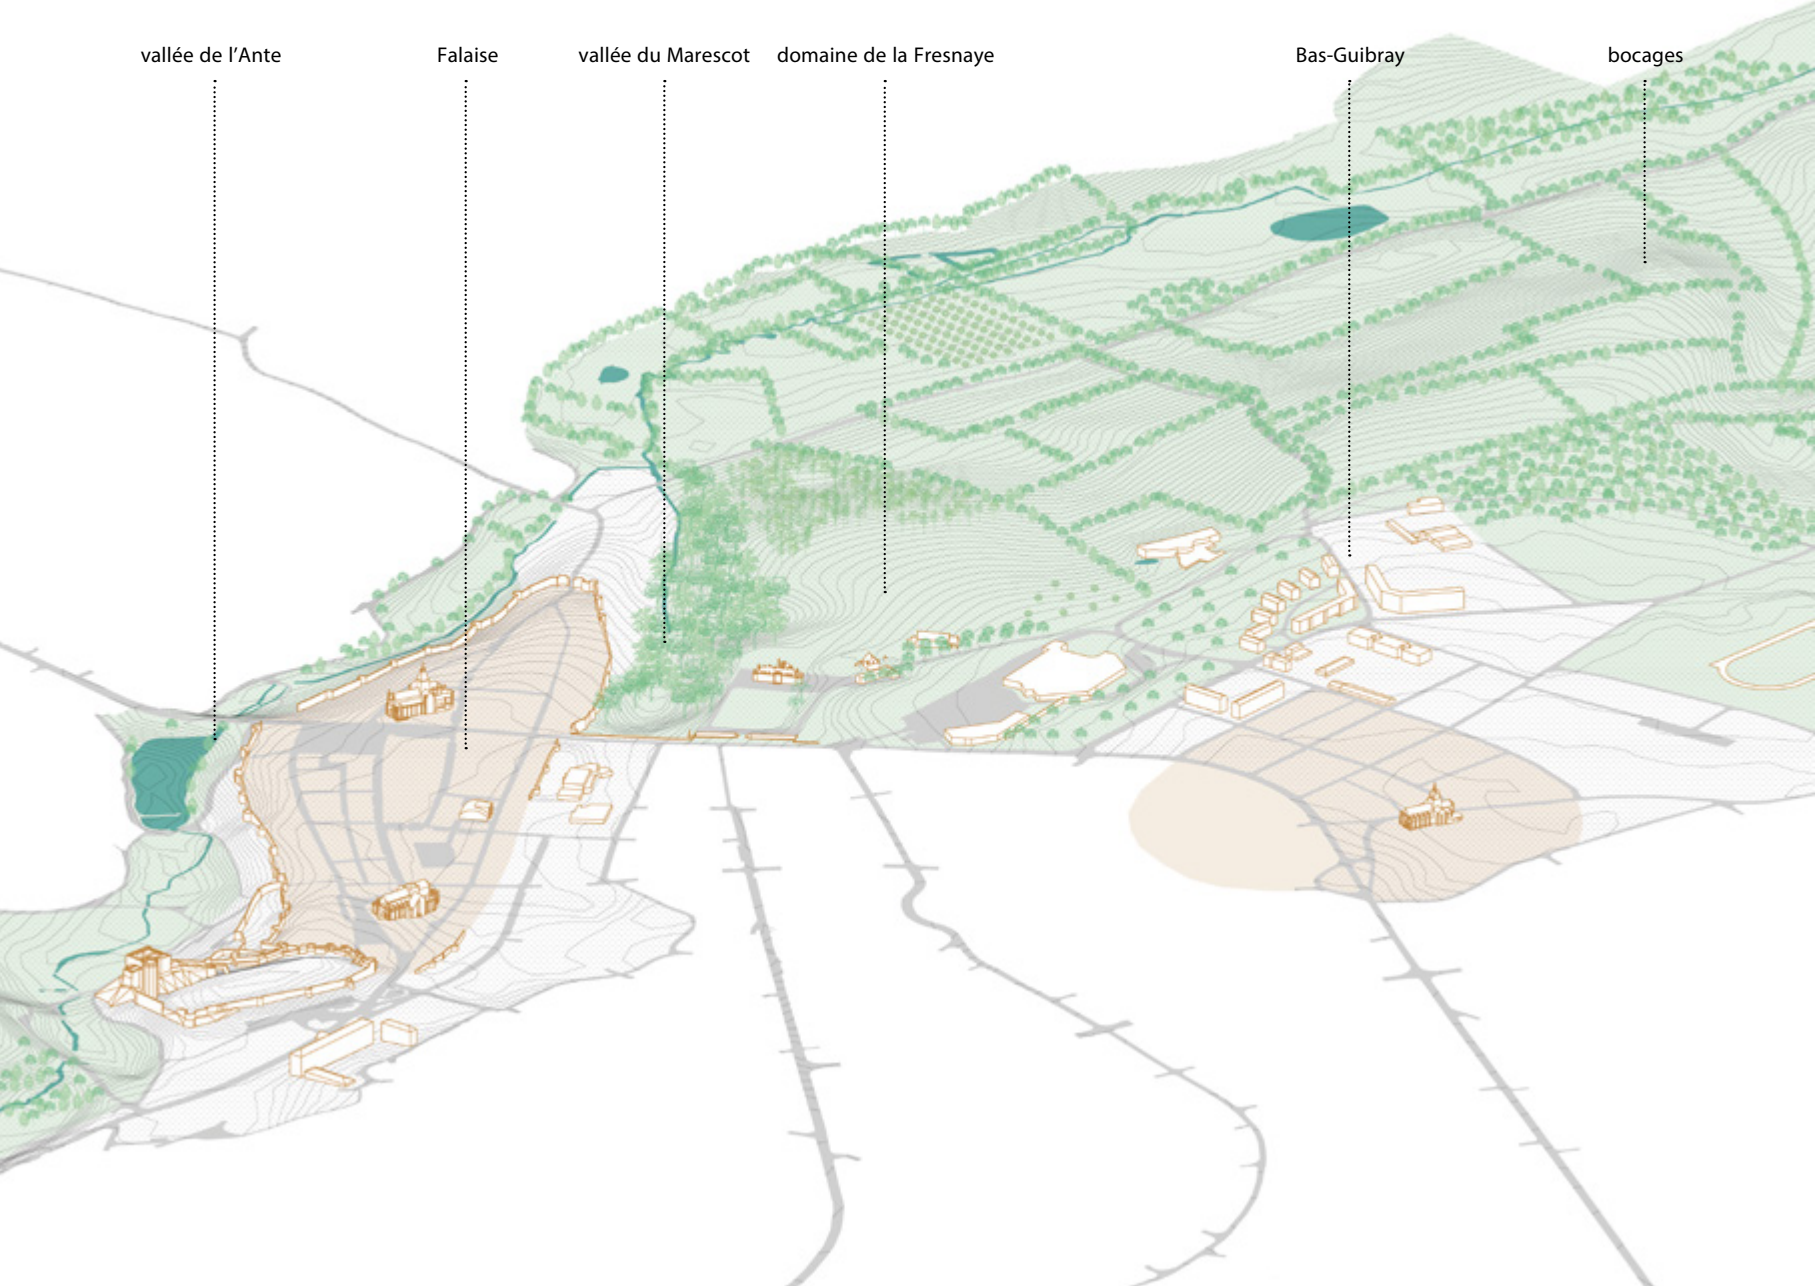 vallée de l’Ante
Falaise
vallée du Marescot
domaine de la Fresnaye
Bas-Guibray
bocages